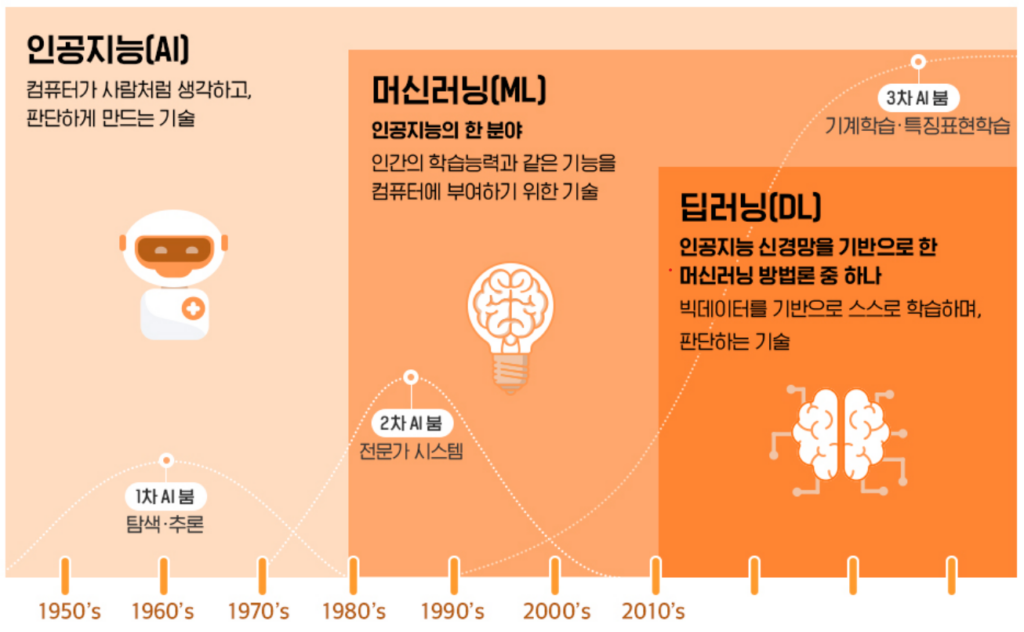 인공지능(AI)
컴퓨터가 사람처럼 생각하고,
판단하게 만드는 기술
머신러닝(ML)
인공지능의 한 분야
인간의 학습능력과 같은 기능을
컴퓨터에 부여하기 위한 기술
3차 AI 붐
기계학습·특징표현학습
딥러닝(DL)
인공지능 신경망을 기반으로 한
머신러닝 방법론 중 하나
빅데이터를 기반으로 스스로 학습하며,
판단하는 기술
2차 AI 붐
전문가 시스템
1차 AI 붐
탐색·추론
1950’s 1960’s 1970’s 1980’s 1990’s 2000’s 2010’s